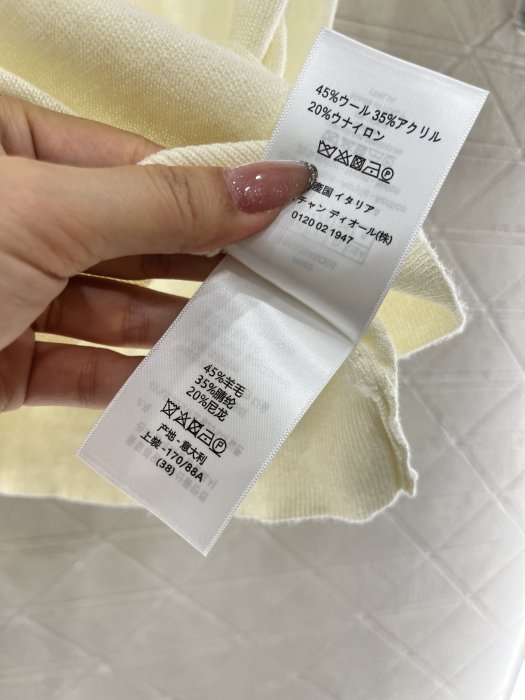 45%ウール 35%アクリル
20%ウナイロン
産国 イタリア
チャン ディオール(株)
0120 02 1947
45%羊毛
35%腈纶
20%尼龙
产地 - 意大利
上装 -170/88A
(38)